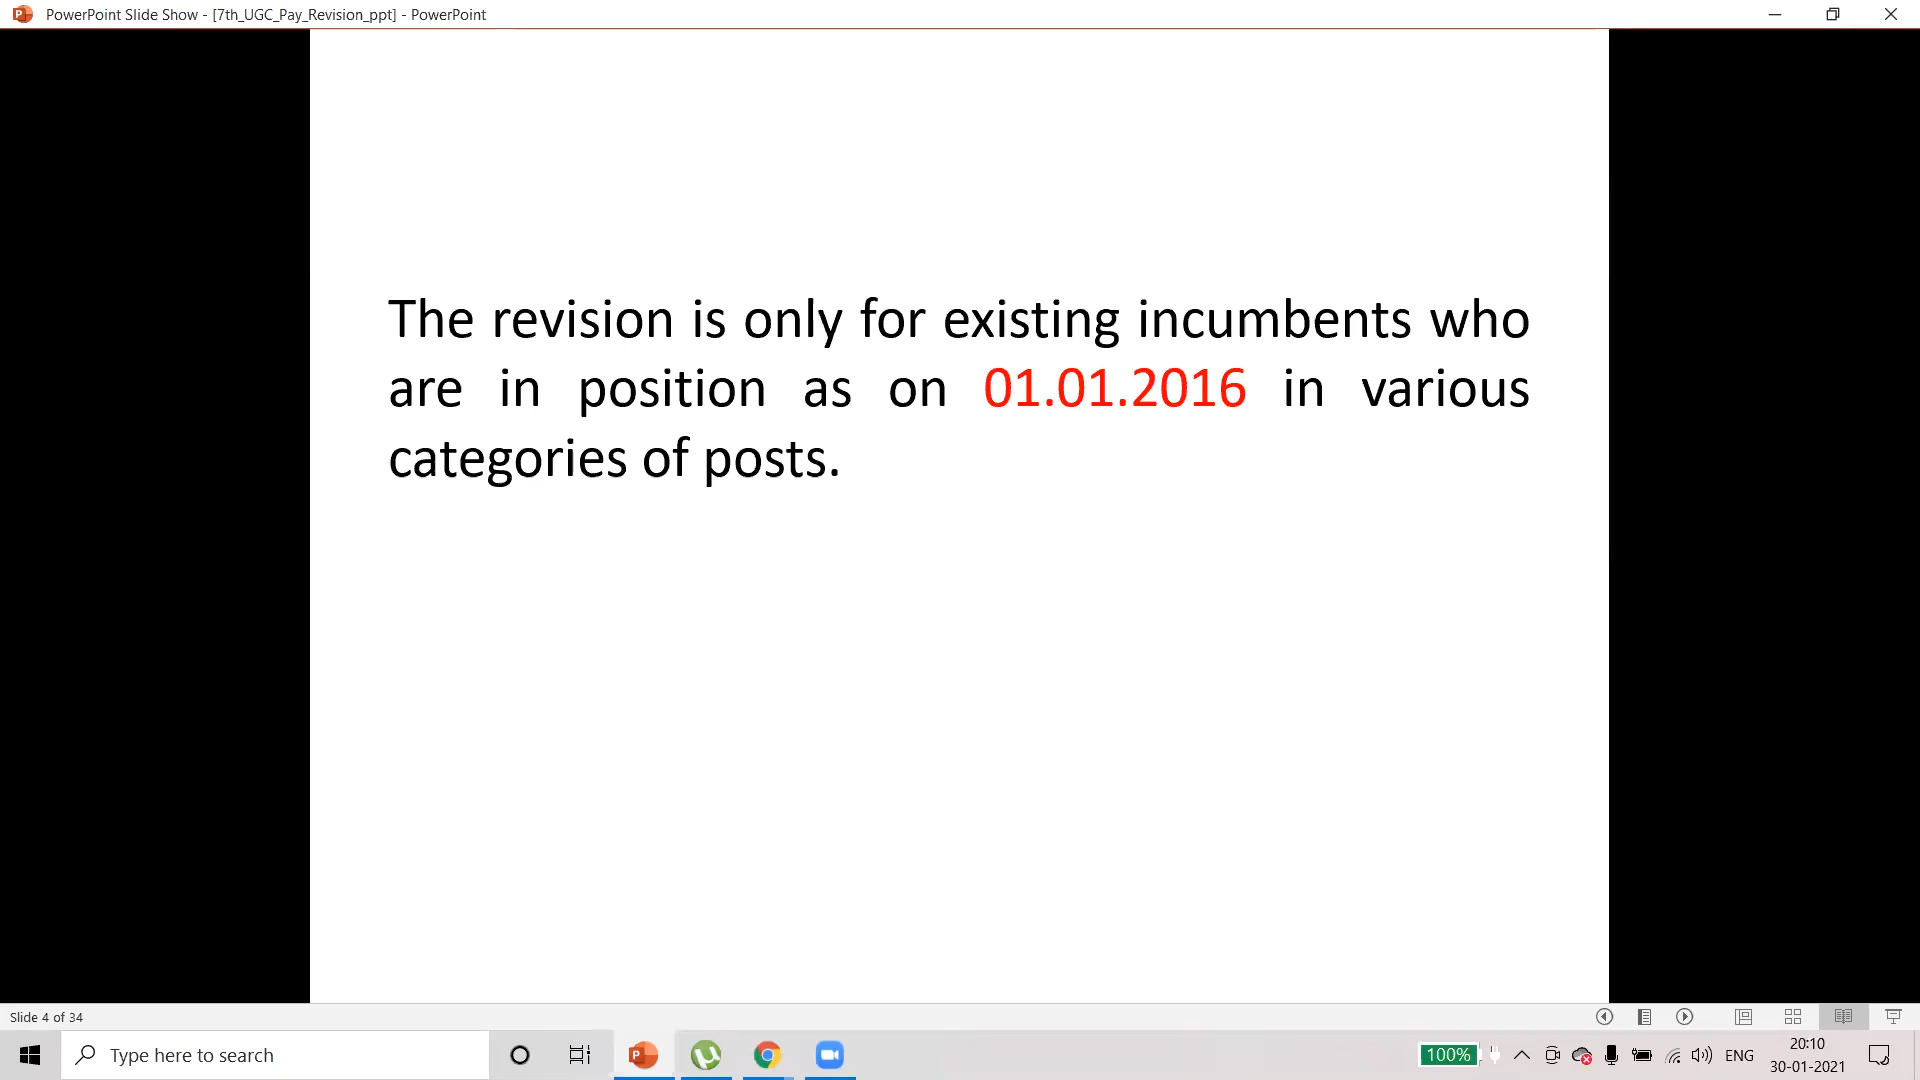 PowerPoint Slide Show - [7th_UGC_Pay_Revision_ppt] - PowerPoint
The revision is only for existing incumbents who
are in position as on 01.01.2016 in various
categories of posts.
Slide 4 of 34
Type here to search
100%
ENG
20:10
30-01-2021